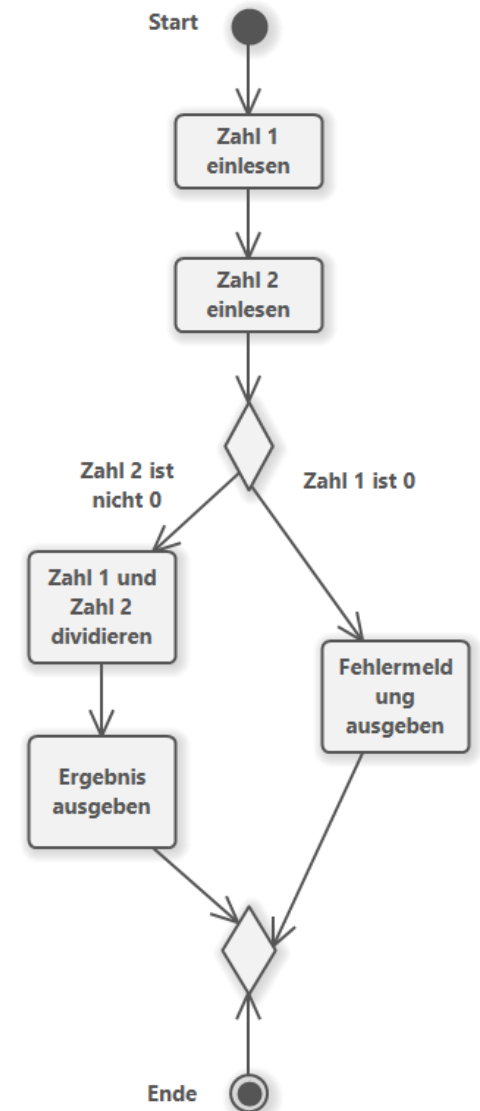 Start
Zahl 1
einlesen
Zahl 2
einlesen
Zahl 2 ist
nicht 0
Zahl 1 ist 0
Zahl 1 und
Zahl 2
dividieren
Fehlermeld
ung
ausgeben
Ergebnis
ausgeben
Ende